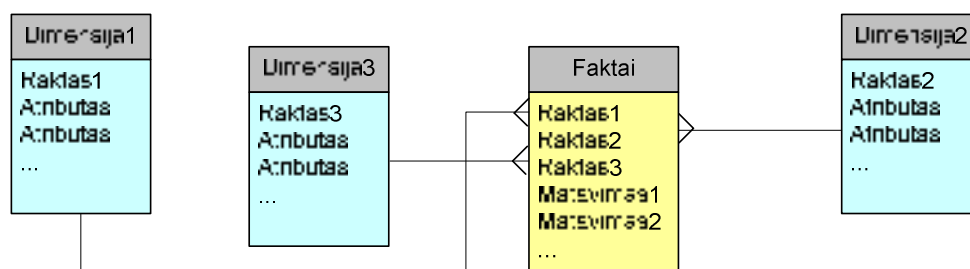 Dimensija1
Raktas1
Atributas
Atributas
...
Dimensija3
Raktas3
Atributas
Atributas
...
Faktai
Raktas1
Raktas2
Raktas3
Matavimas1
Matavimas2
...
Dimensija2
Raktas2
Atributas
Atributas
...